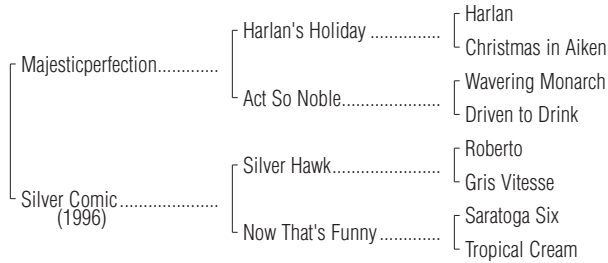 Harlan
Harlan's Holiday ................
Christmas in Aiken
Majesticperfection.............
Wavering Monarch
Act So Noble......................
Driven to Drink
Roberto
Silver Hawk........................
Gris Vitesse
Silver Comic.....................
(1996)
Saratoga Six
Now That's Funny..............
Tropical Cream